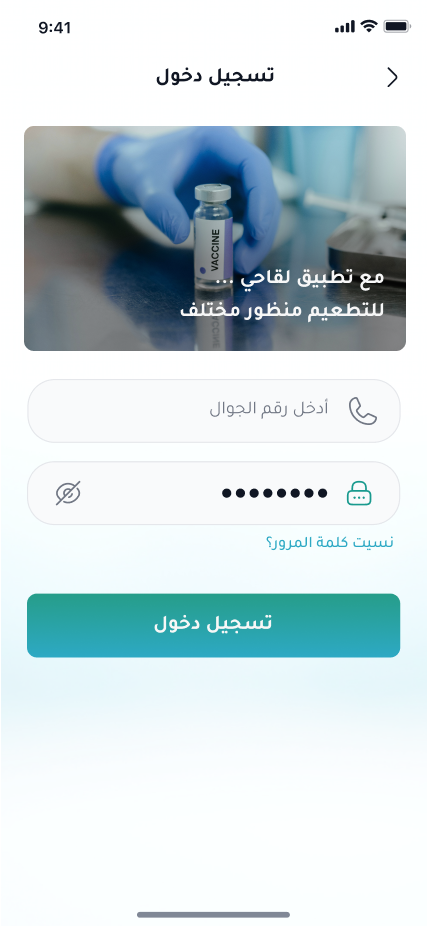 9:41
تسجيل دخول
VACCINE
مع تطبيق لقاحي ...
للتطعيم منظور مختلف
أدخل رقم الجوال
نسيت كلمة المرور؟
تسجيل دخول